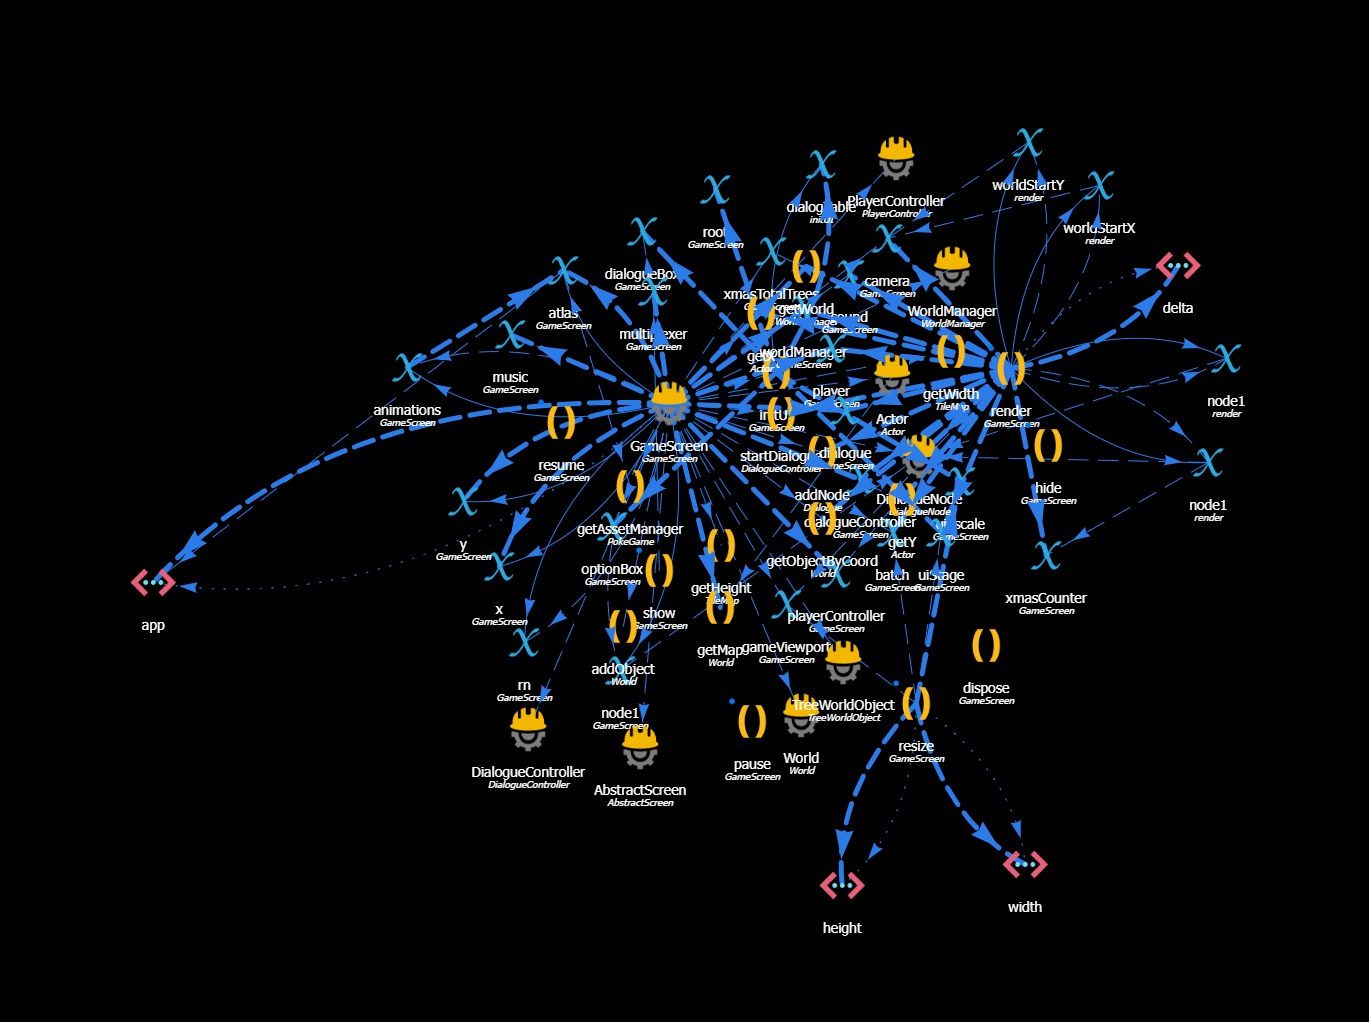 worldStartY
render
PlayerController
PlayerController
dialogTable
initUI
worldStartX
render
root
GameScreen
dialogueBox
GameScreen
camera
GameScreen
xmasTotalTrees
GameScreen
getWorld
WorldManager
sound
GameScreen
WorldManager
WorldManager
delta
atlas
GameScreen
multiplexer
GameScreen
worldManager
GameScreen
Actor
music
GameScreen
player
GameScreen
getWidth
TileMap
node1
render
animations
GameScreen
initUI
GameScreen
Actor
Actor
render
GameScreen
GameScreen
GameScreen
startDialogue
DialogueController
dialogue
GameScreen
resume
GameScreen
hide
GameScreen
addNode
Dialogue
DialogueNode
DialogueNode
node1
render
getAssetManager
PokeGame
dialogueController
GameScreen
uiscale
GameScreen
y
GameScreen
getY
Actor
getObjectByCoord
World
optionBox
GameScreen
batch
GameScreen
uiStage
GameScreen
getHeight
TileMap
xmasCounter
GameScreen
x
GameScreen
show
GameScreen
playerController
GameScreen
app
getMap
World
gameViewport
GameScreen
addObject
World
rn
GameScreen
dispose
GameScreen
TreeWorldObject
TreeWorldObject
node1
GameScreen
resize
GameScreen
pause
GameScreen
World
World
DialogueController
DialogueController
AbstractScreen
AbstractScreen
height
width